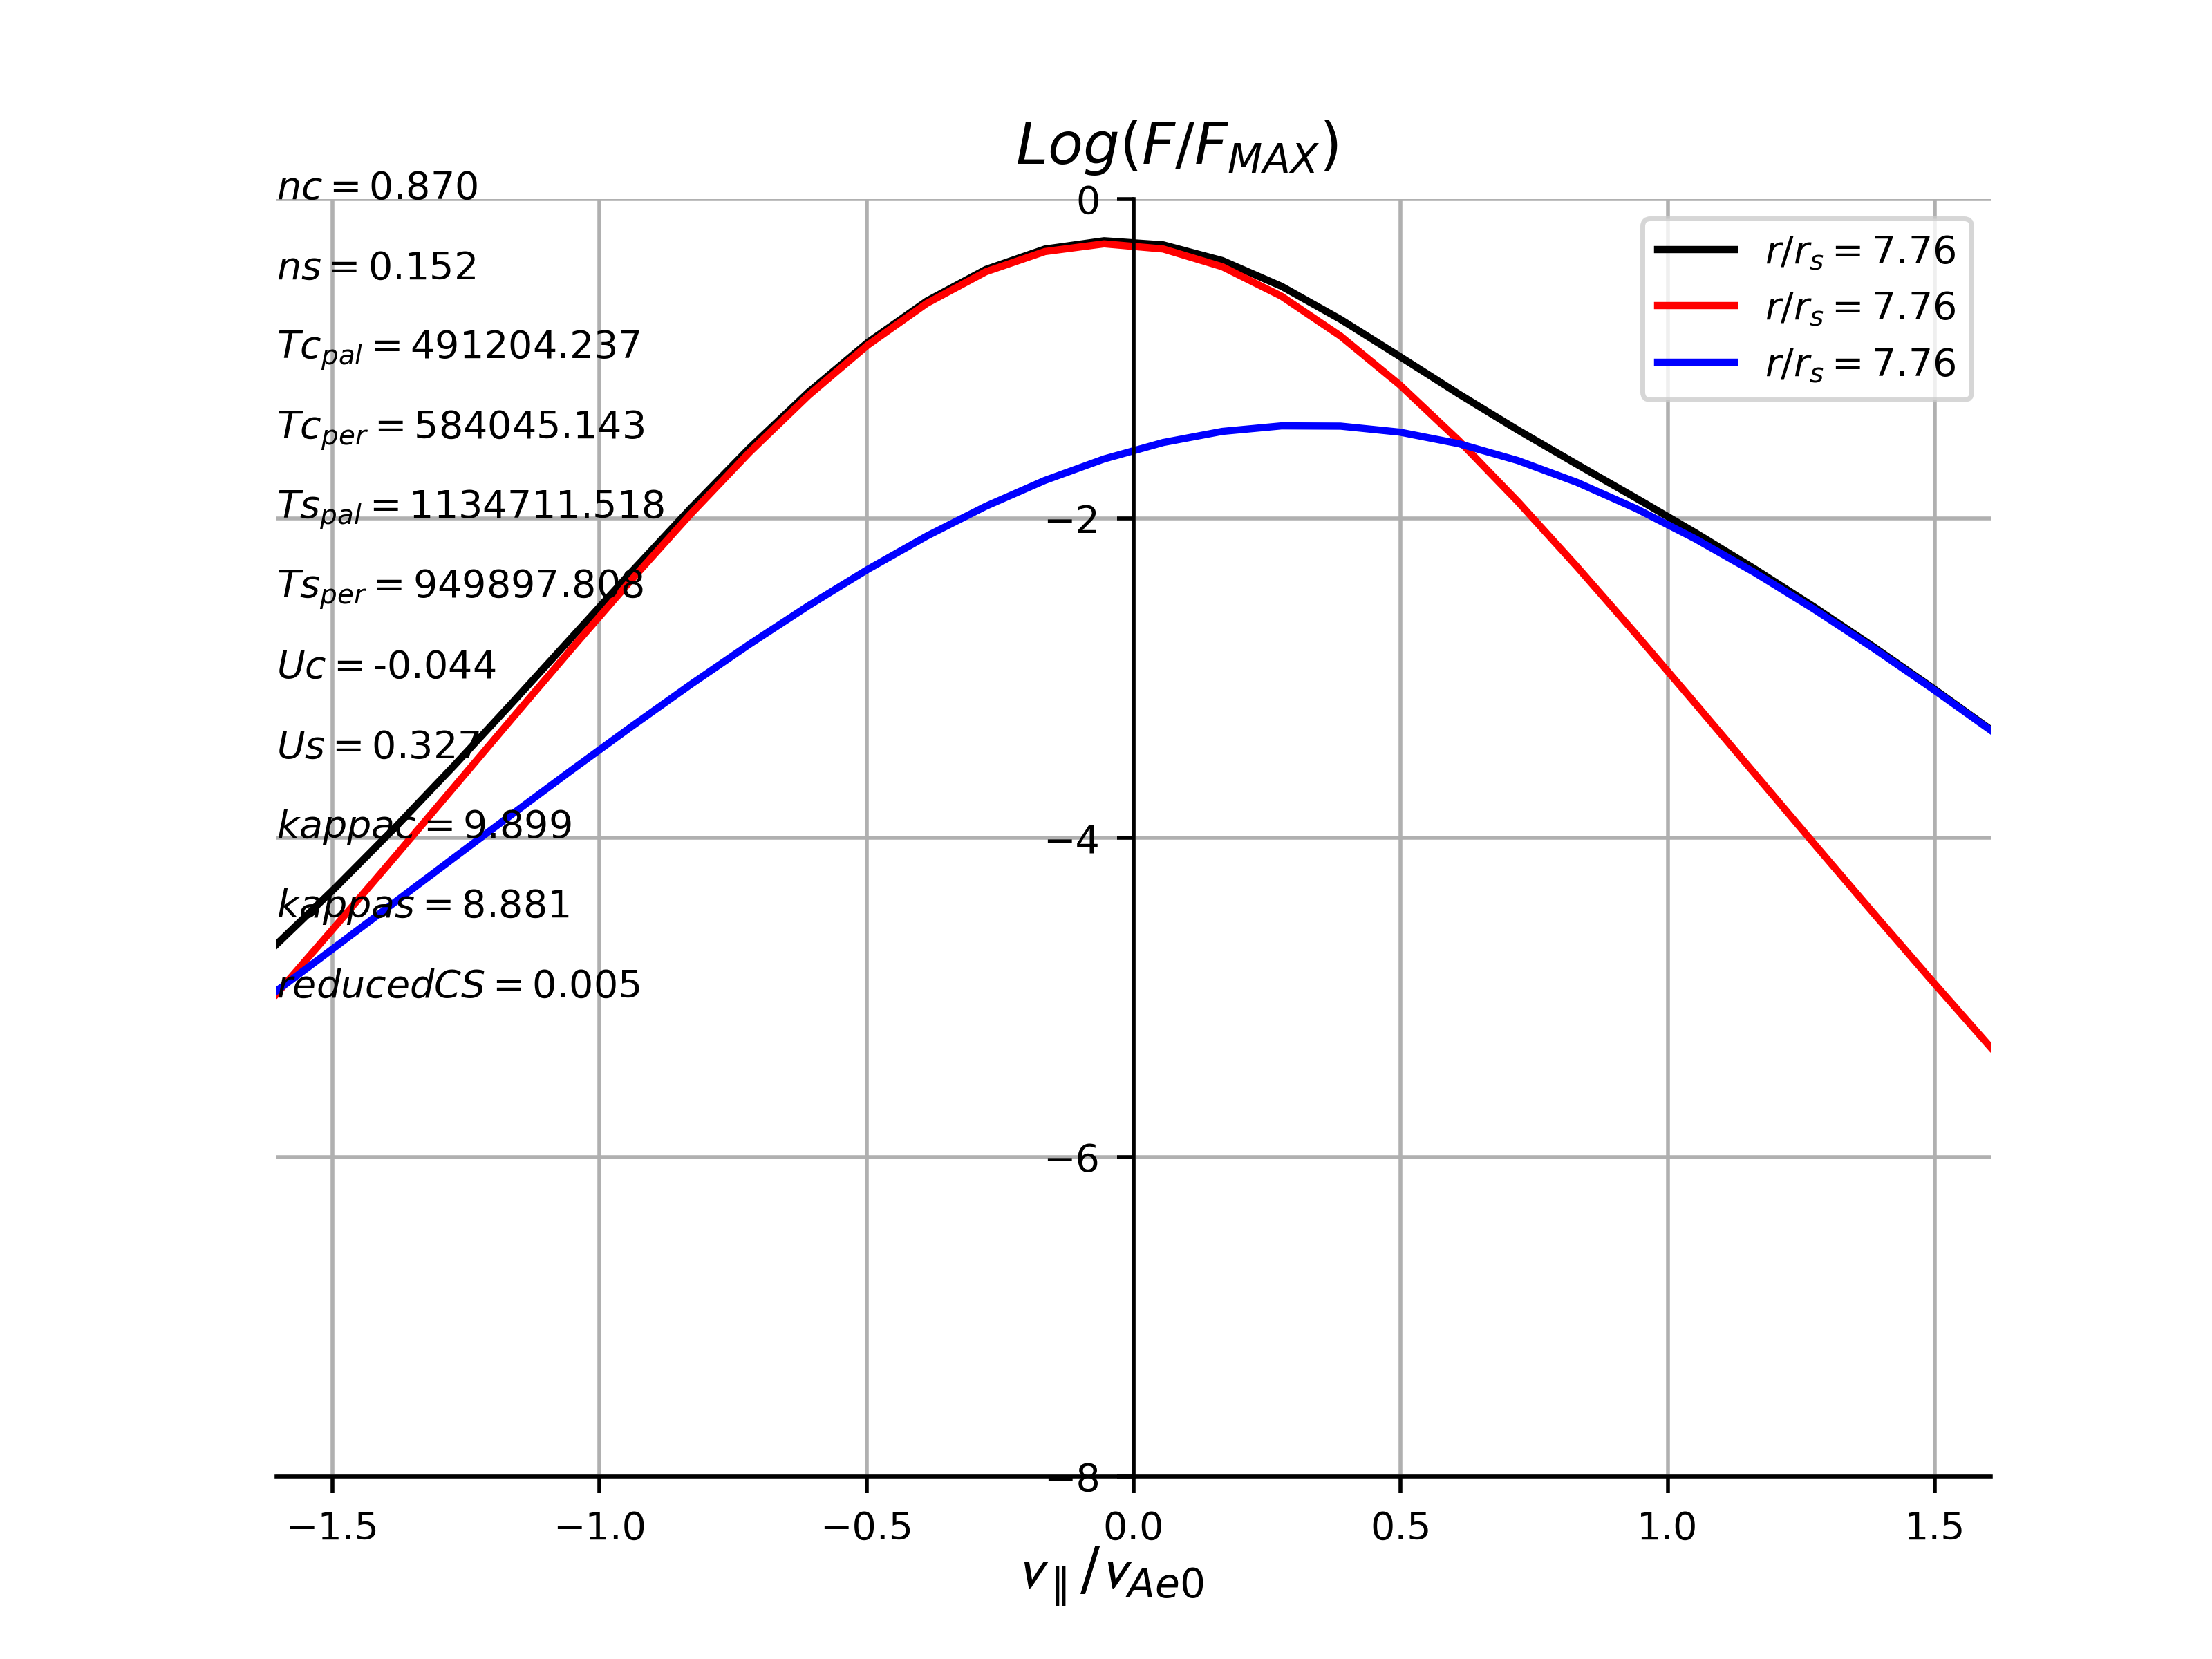 Log(F/F_MAX)
nc = 0.870
0
ns = 0.152
r/r_s = 7.76
r/r_s = 7.76
r/r_s = 7.76
Tc_pal = 491204.237
Tc_per = 584045.143
Ts_pal = 1134711.518
−2
Ts_per = 949897.808
Uc = -0.044
Us = 0.327
kappac = 9.899
−4
kappas = 8.881
reducedCS = 0.005
−6
−8
−1.5 −1.0 −0.5 0.0 0.5 1.0 1.5
v_∥/v_Ae0